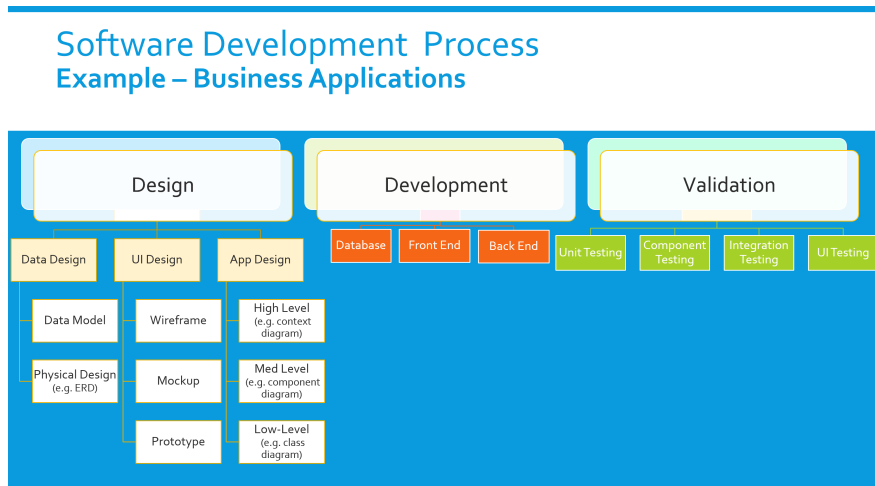 Software Development Process
Example – Business Applications
Design
Development
Validation
Data Design
UI Design
App Design
Database
Front End
Back End
Unit Testing
Component
Testing
Integration
Testing
UI Testing
Data Model
Wireframe
High Level
(e.g. context
diagram)
Physical Design
(e.g. ERD)
Mockup
Med Level
(e.g. component
diagram)
Prototype
Low-Level
(e.g. class
diagram)